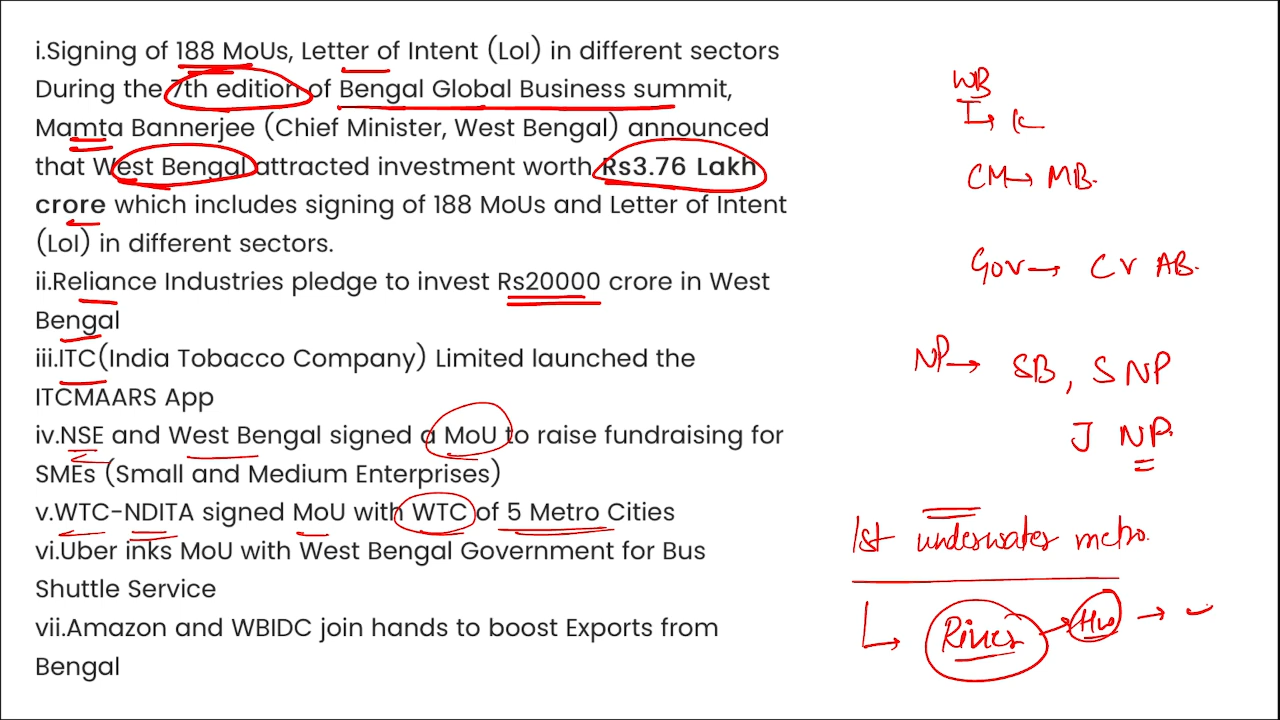 i.Signing of 188 MoUs, Letter of Intent (LoI) in different sectors
During the 7th edition of Bengal Global Business summit,
Mamta Bannerjee (Chief Minister, West Bengal) announced
that West Bengal attracted investment worth Rs3.76 Lakh
crore which includes signing of 188 MoUs and Letter of Intent
(LoI) in different sectors.
ii.Reliance Industries pledge to invest Rs20000 crore in West
Bengal
iii.ITC(India Tobacco Company) Limited launched the
ITCMAARS App
iv.NSE and West Bengal signed a MoU to raise fundraising for
SMEs (Small and Medium Enterprises)
v.WTC-NDITA signed MoU with WTC of 5 Metro Cities
vi.Uber inks MoU with West Bengal Government for Bus
Shuttle Service
vii.Amazon and WBIDC join hands to boost Exports from
Bengal
WB
K
CM → MB.
Gov → CV AB.
NP → SB, SNP
J NP.
1st underwater metro.
River → →